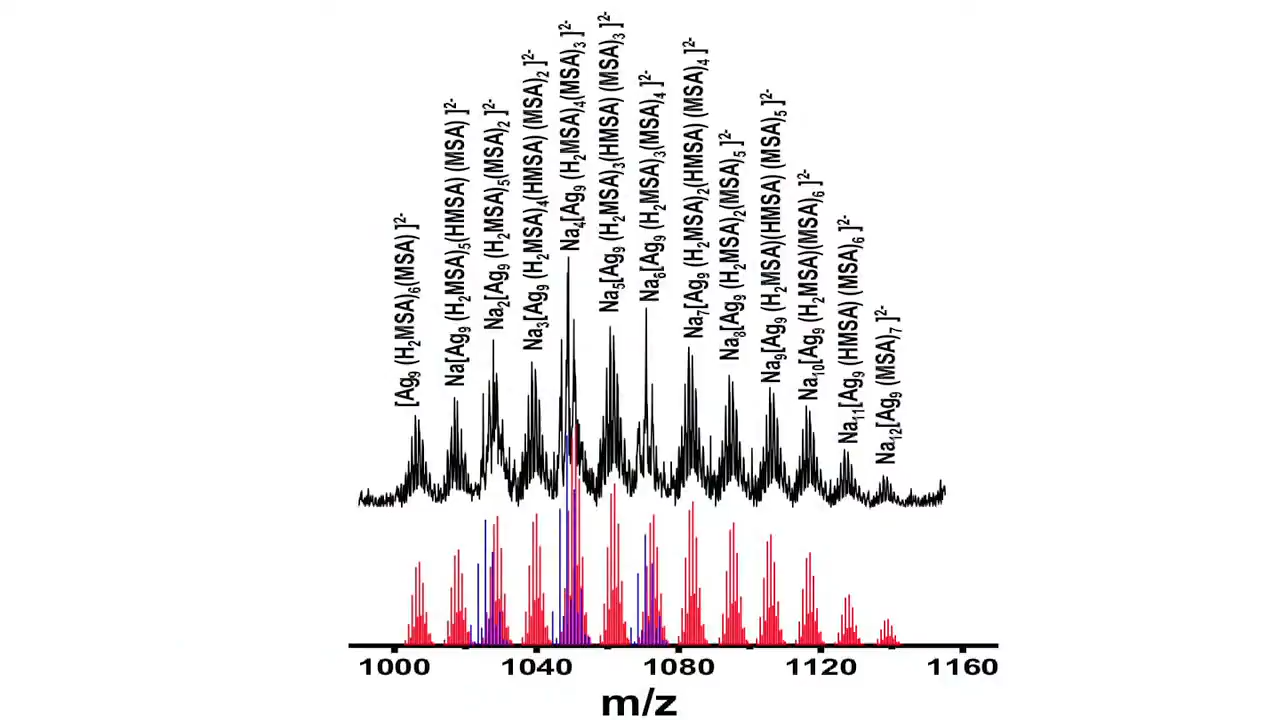 [Ag9 (H2MSA)6(MSA) ]2-
Na[Ag9 (H2MSA)5(HMSA) (MSA) ]2-
Na2[Ag9 (H2MSA)5(MSA)2 ]2-
Na3[Ag9 (H2MSA)4(HMSA) (MSA)2 ]2-
Na4[Ag9 (H2MSA)4(MSA)3 ]2-
Na5[Ag9 (H2MSA)3(HMSA) (MSA)3 ]2-
Na6[Ag9 (H2MSA)3(MSA)4 ]2-
Na7[Ag9 (H2MSA)2(HMSA) (MSA)4 ]2-
Na8[Ag9 (H2MSA)2(MSA)5 ]2-
Na9[Ag9 (H2MSA)(HMSA) (MSA)5 ]2-
Na10[Ag9 (H2MSA)(MSA)6 ]2-
Na11[Ag9 (HMSA) (MSA)6 ]2-
Na12[Ag9 (MSA)7 ]2-
1000 1040 1080 1120 1160
m/z